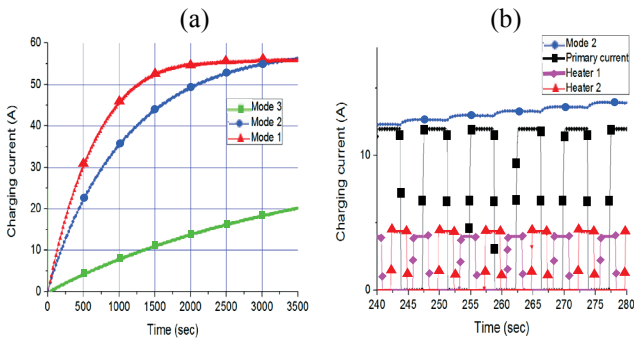 (a)
60
50
40
30
20
10
0
Charging current (A)
Mode 3
Mode 2
Mode 1
0 500 1000 1500 2000 2500 3000 3500
Time (sec)
(b)
Mode 2
Primary current
Heater 1
Heater 2
10
0
Charging current (A)
240 245 250 255 260 265 270 275 280
Time (sec)